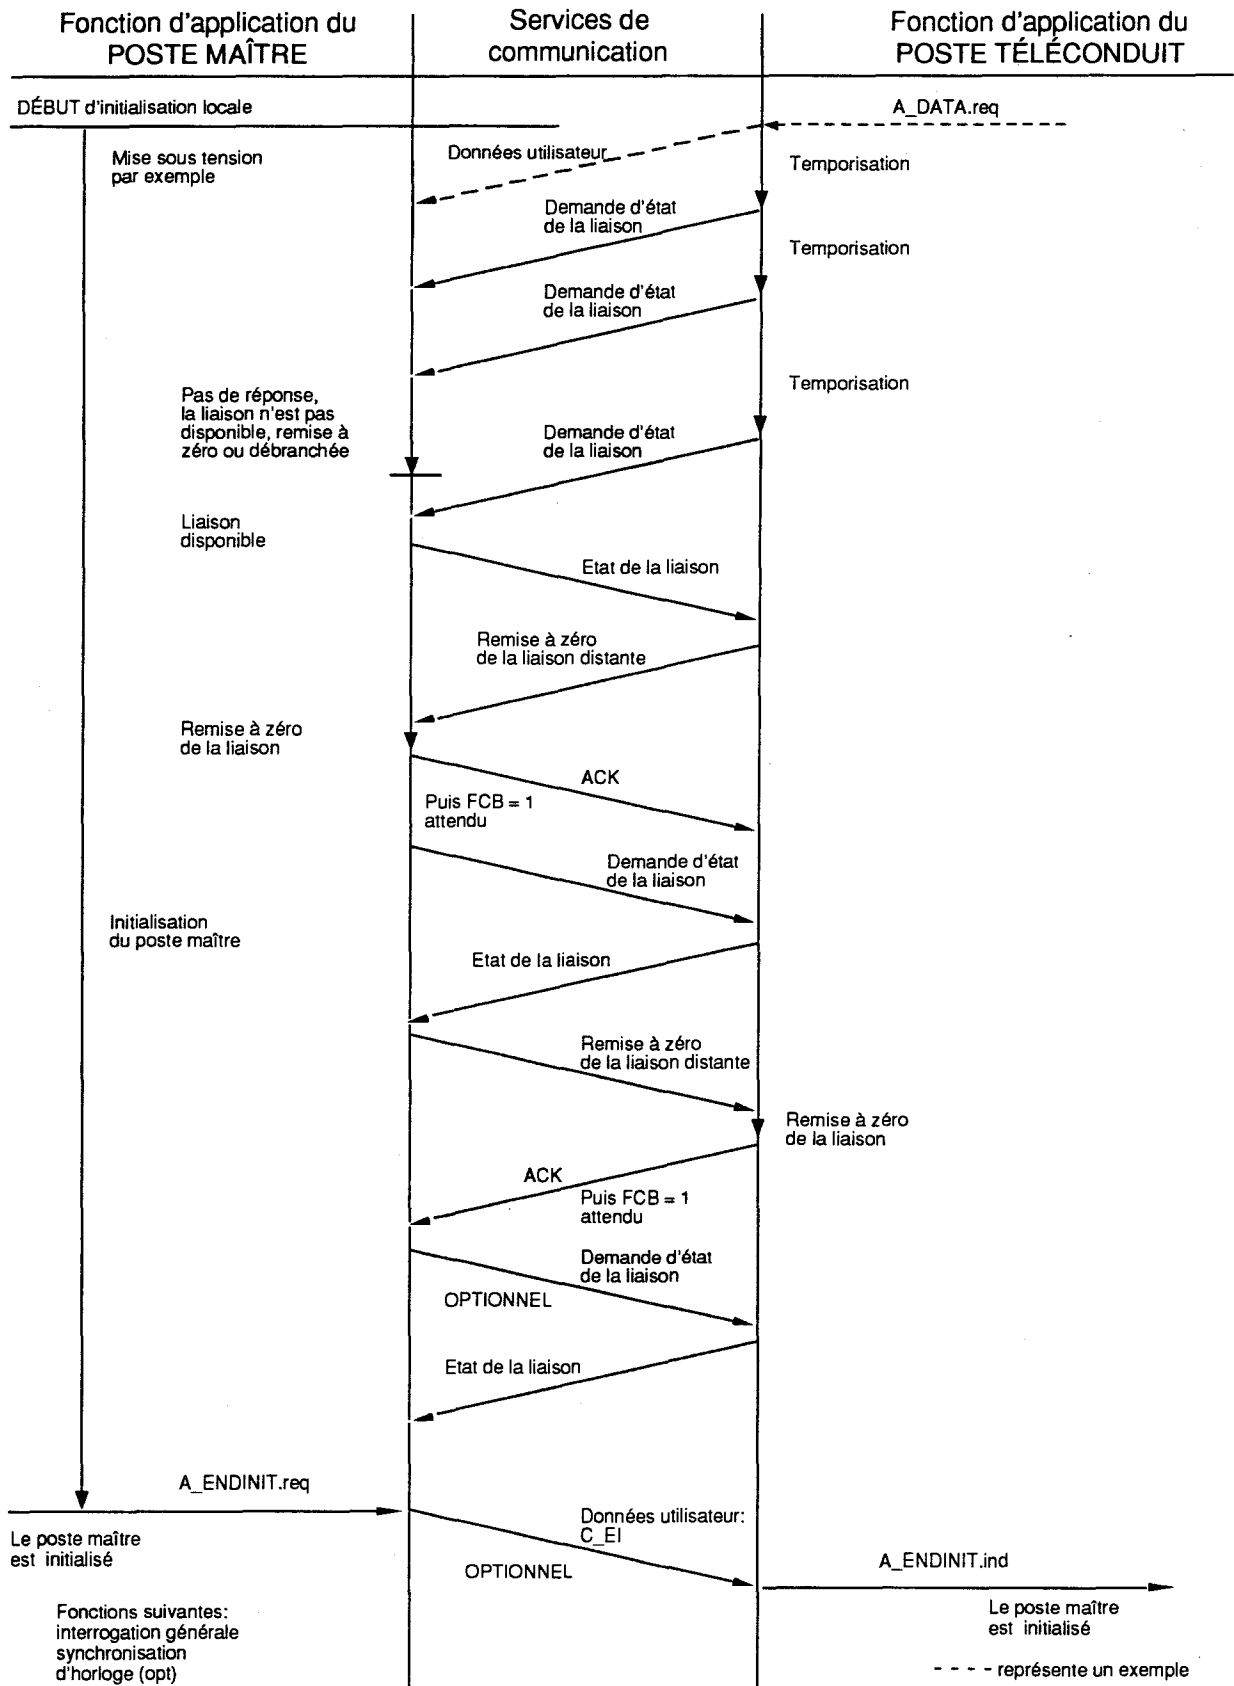 Fonction d'application du
POSTE MAÎTRE
Services de
communication
Fonction d'application du
POSTE TÉLÉCONDUIT
DÉBUT d'initialisation locale
A_DATA.req
Mise sous tension
par exemple
Données utilisateur
Temporisation
Demande d'état
de la liaison
Temporisation
Demande d'état
de la liaison
Temporisation
Pas de réponse,
la liaison n'est pas
disponible, remise à
zéro ou débranchée
Demande d'état
de la liaison
Liaison
disponible
Etat de la liaison
Remise à zéro
de la liaison distante
Remise à zéro
de la liaison
ACK
Puis FCB = 1
attendu
Demande d'état
de la liaison
Initialisation
du poste maître
Etat de la liaison
Remise à zéro
de la liaison distante
Remise à zéro
de la liaison
ACK
Puis FCB = 1
attendu
Demande d'état
de la liaison
OPTIONNEL
Etat de la liaison
A_ENDINIT.req
Données utilisateur:
C_EI
Le poste maître
est initialisé
OPTIONNEL
A_ENDINIT.ind
Le poste maître
est initialisé
Fonctions suivantes:
interrogation générale
synchronisation
d'horloge (opt)
- - - - représente un exemple